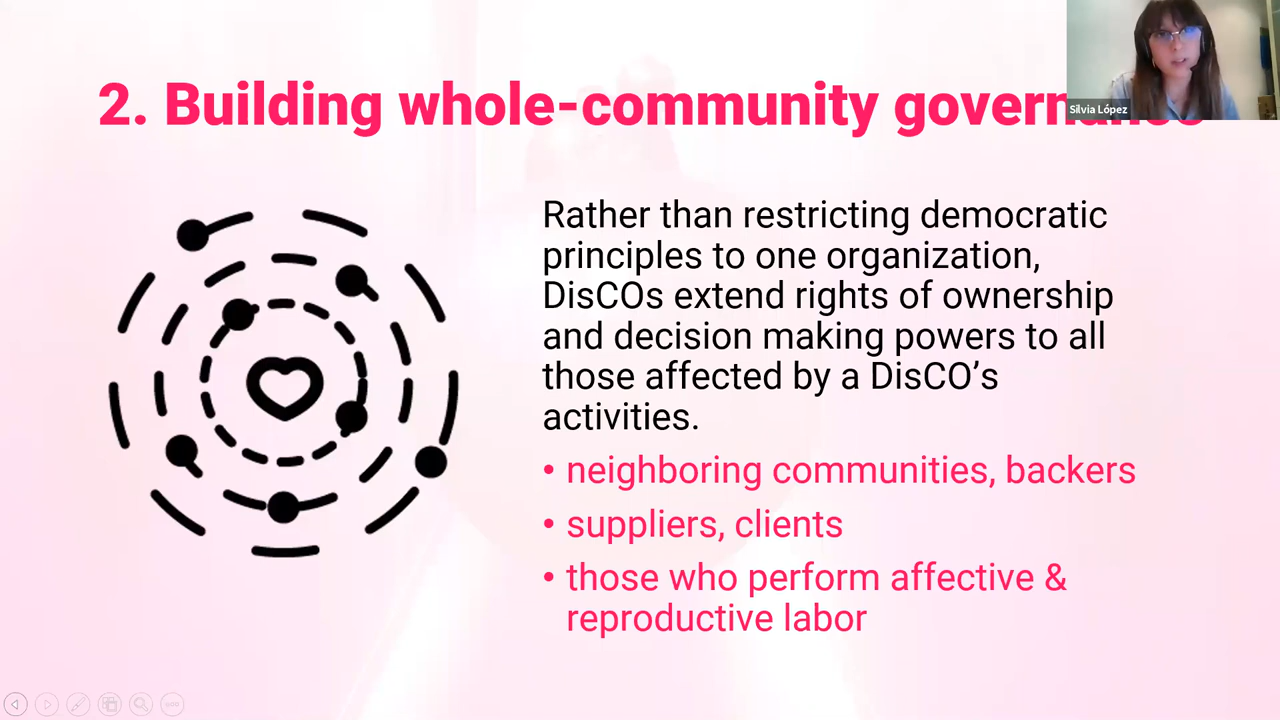 2. Building whole-community governance
Silvia López
Rather than restricting democratic
principles to one organization,
DisCOs extend rights of ownership
and decision making powers to all
those affected by a DisCO’s
activities.
• neighboring communities, backers
• suppliers, clients
• those who perform affective &
reproductive labor